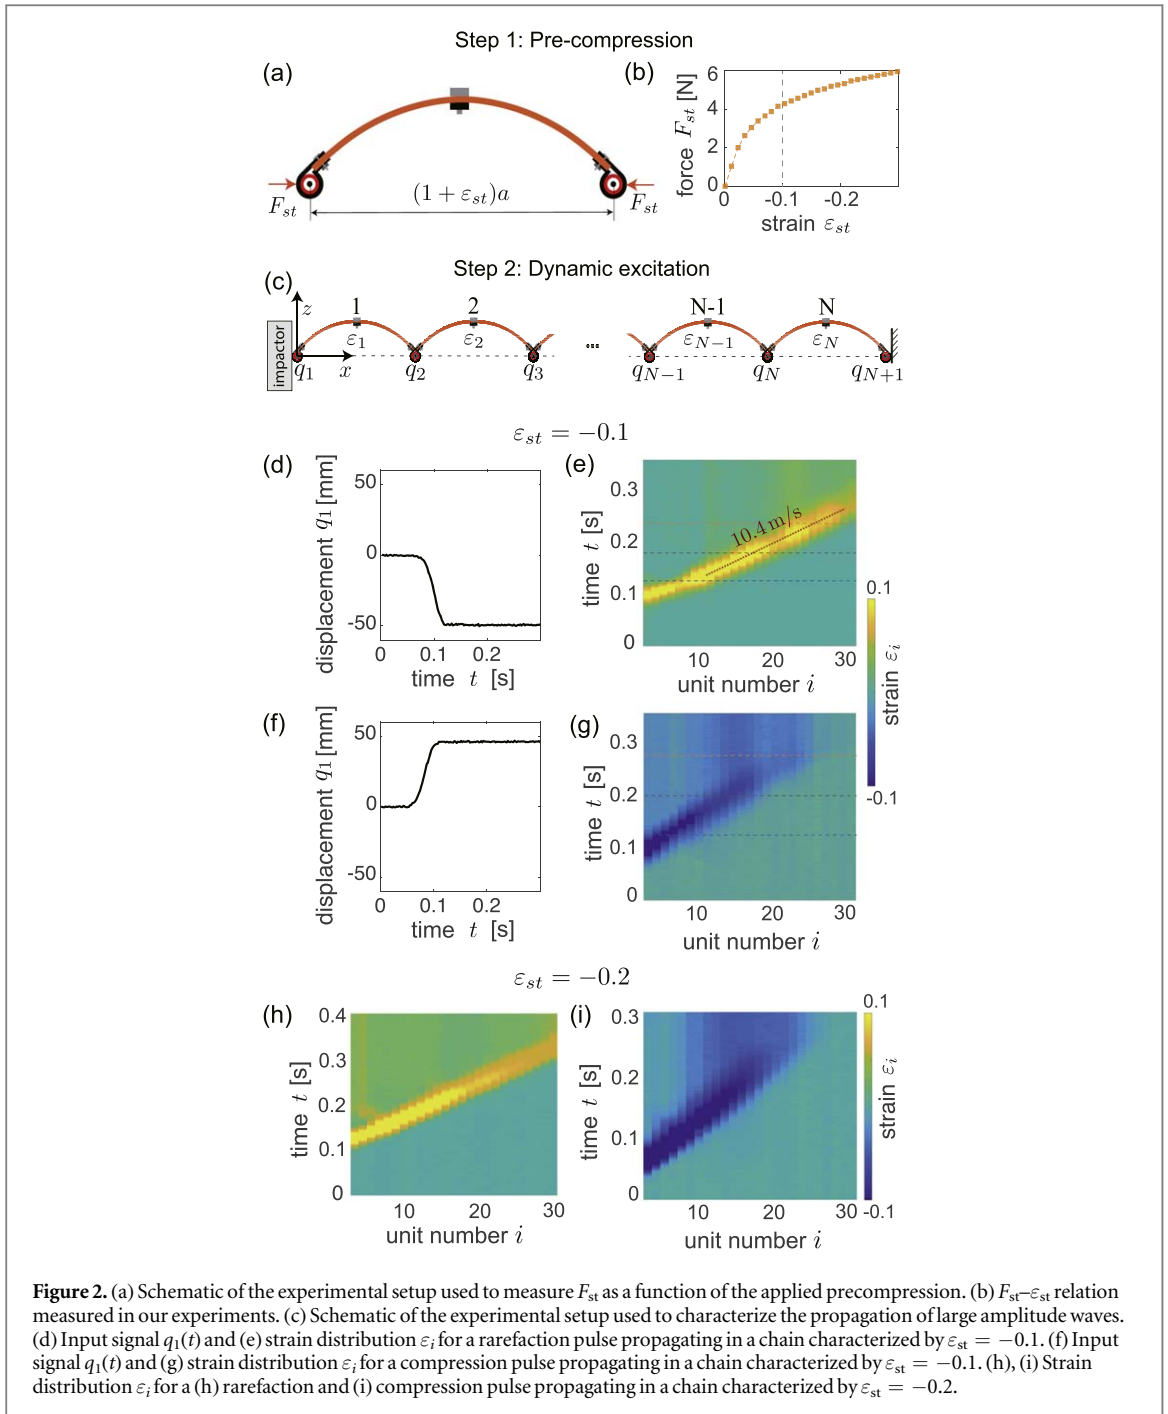 Step 1: Pre-compression
(a)
(b)
F_st
(1 + ε_st)a
F_st
force F_st [N]
6
4
2
0
0 -0.1 -0.2
strain ε_st
Step 2: Dynamic excitation
(c)
impactor
z
x
1 2 N-1 N
ε_1 ε_2 ... ε_{N−1} ε_N
q_1 q_2 q_3 q_{N−1} q_N q_{N+1}
ε_st = −0.1
(d)
displacement q_1 [mm]
50
0
-50
0 0.1 0.2
time t [s]
(e)
time t [s]
0.3
0.2
0.1
0
10.4 m/s
10 20 30
unit number i
0.1
strain ε_i
-0.1
(f)
displacement q_1 [mm]
50
0
-50
0 0.1 0.2
time t [s]
(g)
time t [s]
0.3
0.2
0.1
0
10 20 30
unit number i
ε_st = −0.2
(h)
time t [s]
0.4
0.3
0.2
0.1
0
10 20 30
unit number i
(i)
time t [s]
0.3
0.2
0.1
0
10 20 30
unit number i
0.1
strain ε_i
-0.1
Figure 2. (a) Schematic of the experimental setup used to measure F_st as a function of the applied precompression. (b) F_st–ε_st relation
measured in our experiments. (c) Schematic of the experimental setup used to characterize the propagation of large amplitude waves.
(d) Input signal q_1(t) and (e) strain distribution ε_i for a rarefaction pulse propagating in a chain characterized by ε_st = −0.1. (f) Input
signal q_1(t) and (g) strain distribution ε_i for a compression pulse propagating in a chain characterized by ε_st = −0.1. (h), (i) Strain
distribution ε_i for a (h) rarefaction and (i) compression pulse propagating in a chain characterized by ε_st = −0.2.